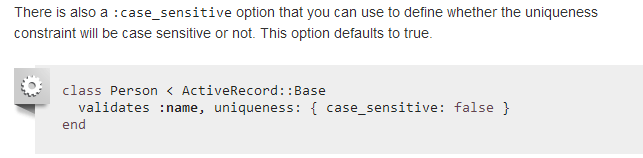 There is also a :case_sensitive option that you can use to define whether the uniqueness
constraint will be case sensitive or not. This option defaults to true.
class Person < ActiveRecord::Base
  validates :name, uniqueness: { case_sensitive: false }
end